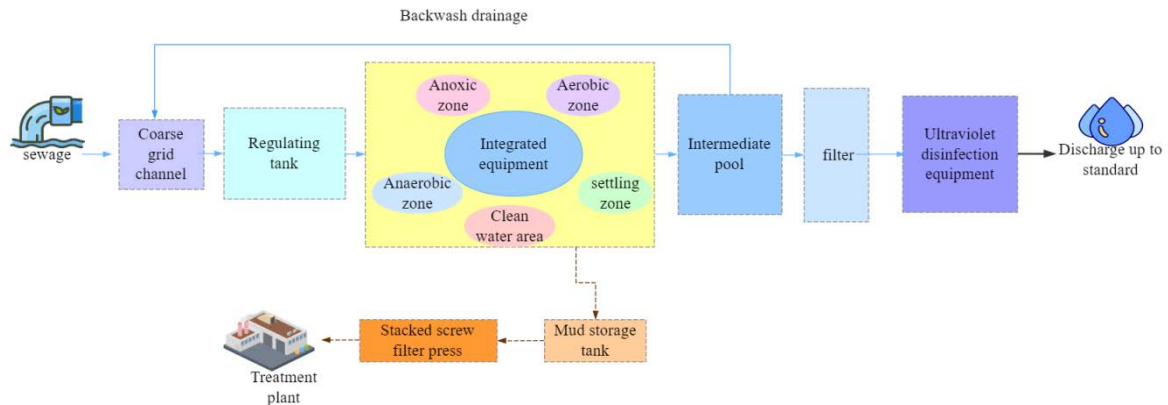 Backwash drainage
sewage
Coarse
grid
channel
Regulating
tank
Anoxic
zone
Aerobic
zone
Integrated
equipment
Anaerobic
zone
settling
zone
Clean
water area
Intermediate
pool
filter
Ultraviolet
disinfection
equipment
Discharge up to
standard
Treatment
plant
Stacked screw
filter press
Mud storage
tank